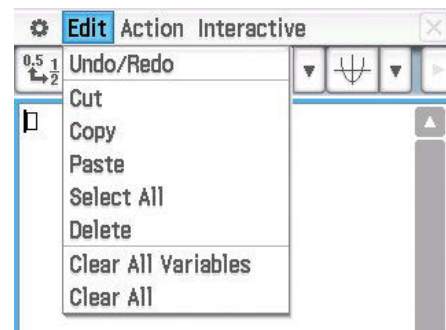 Edit Action Interactive
0.5 1 2
Undo/Redo
Cut
Copy
Paste
Select All
Delete
Clear All Variables
Clear All